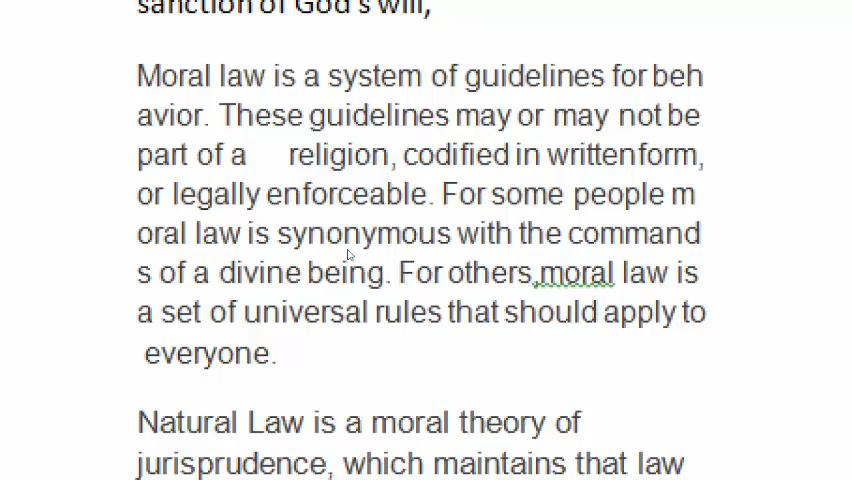 sanction of God's will,
Moral law is a system of guidelines for beh
avior. These guidelines may or may not be
part of a religion, codified in writtenform,
or legally enforceable. For some people m
oral law is synonymous with the command
s of a divine being. For others,moral law is
a set of universal rules that should apply to
everyone.
Natural Law is a moral theory of
jurisprudence, which maintains that law